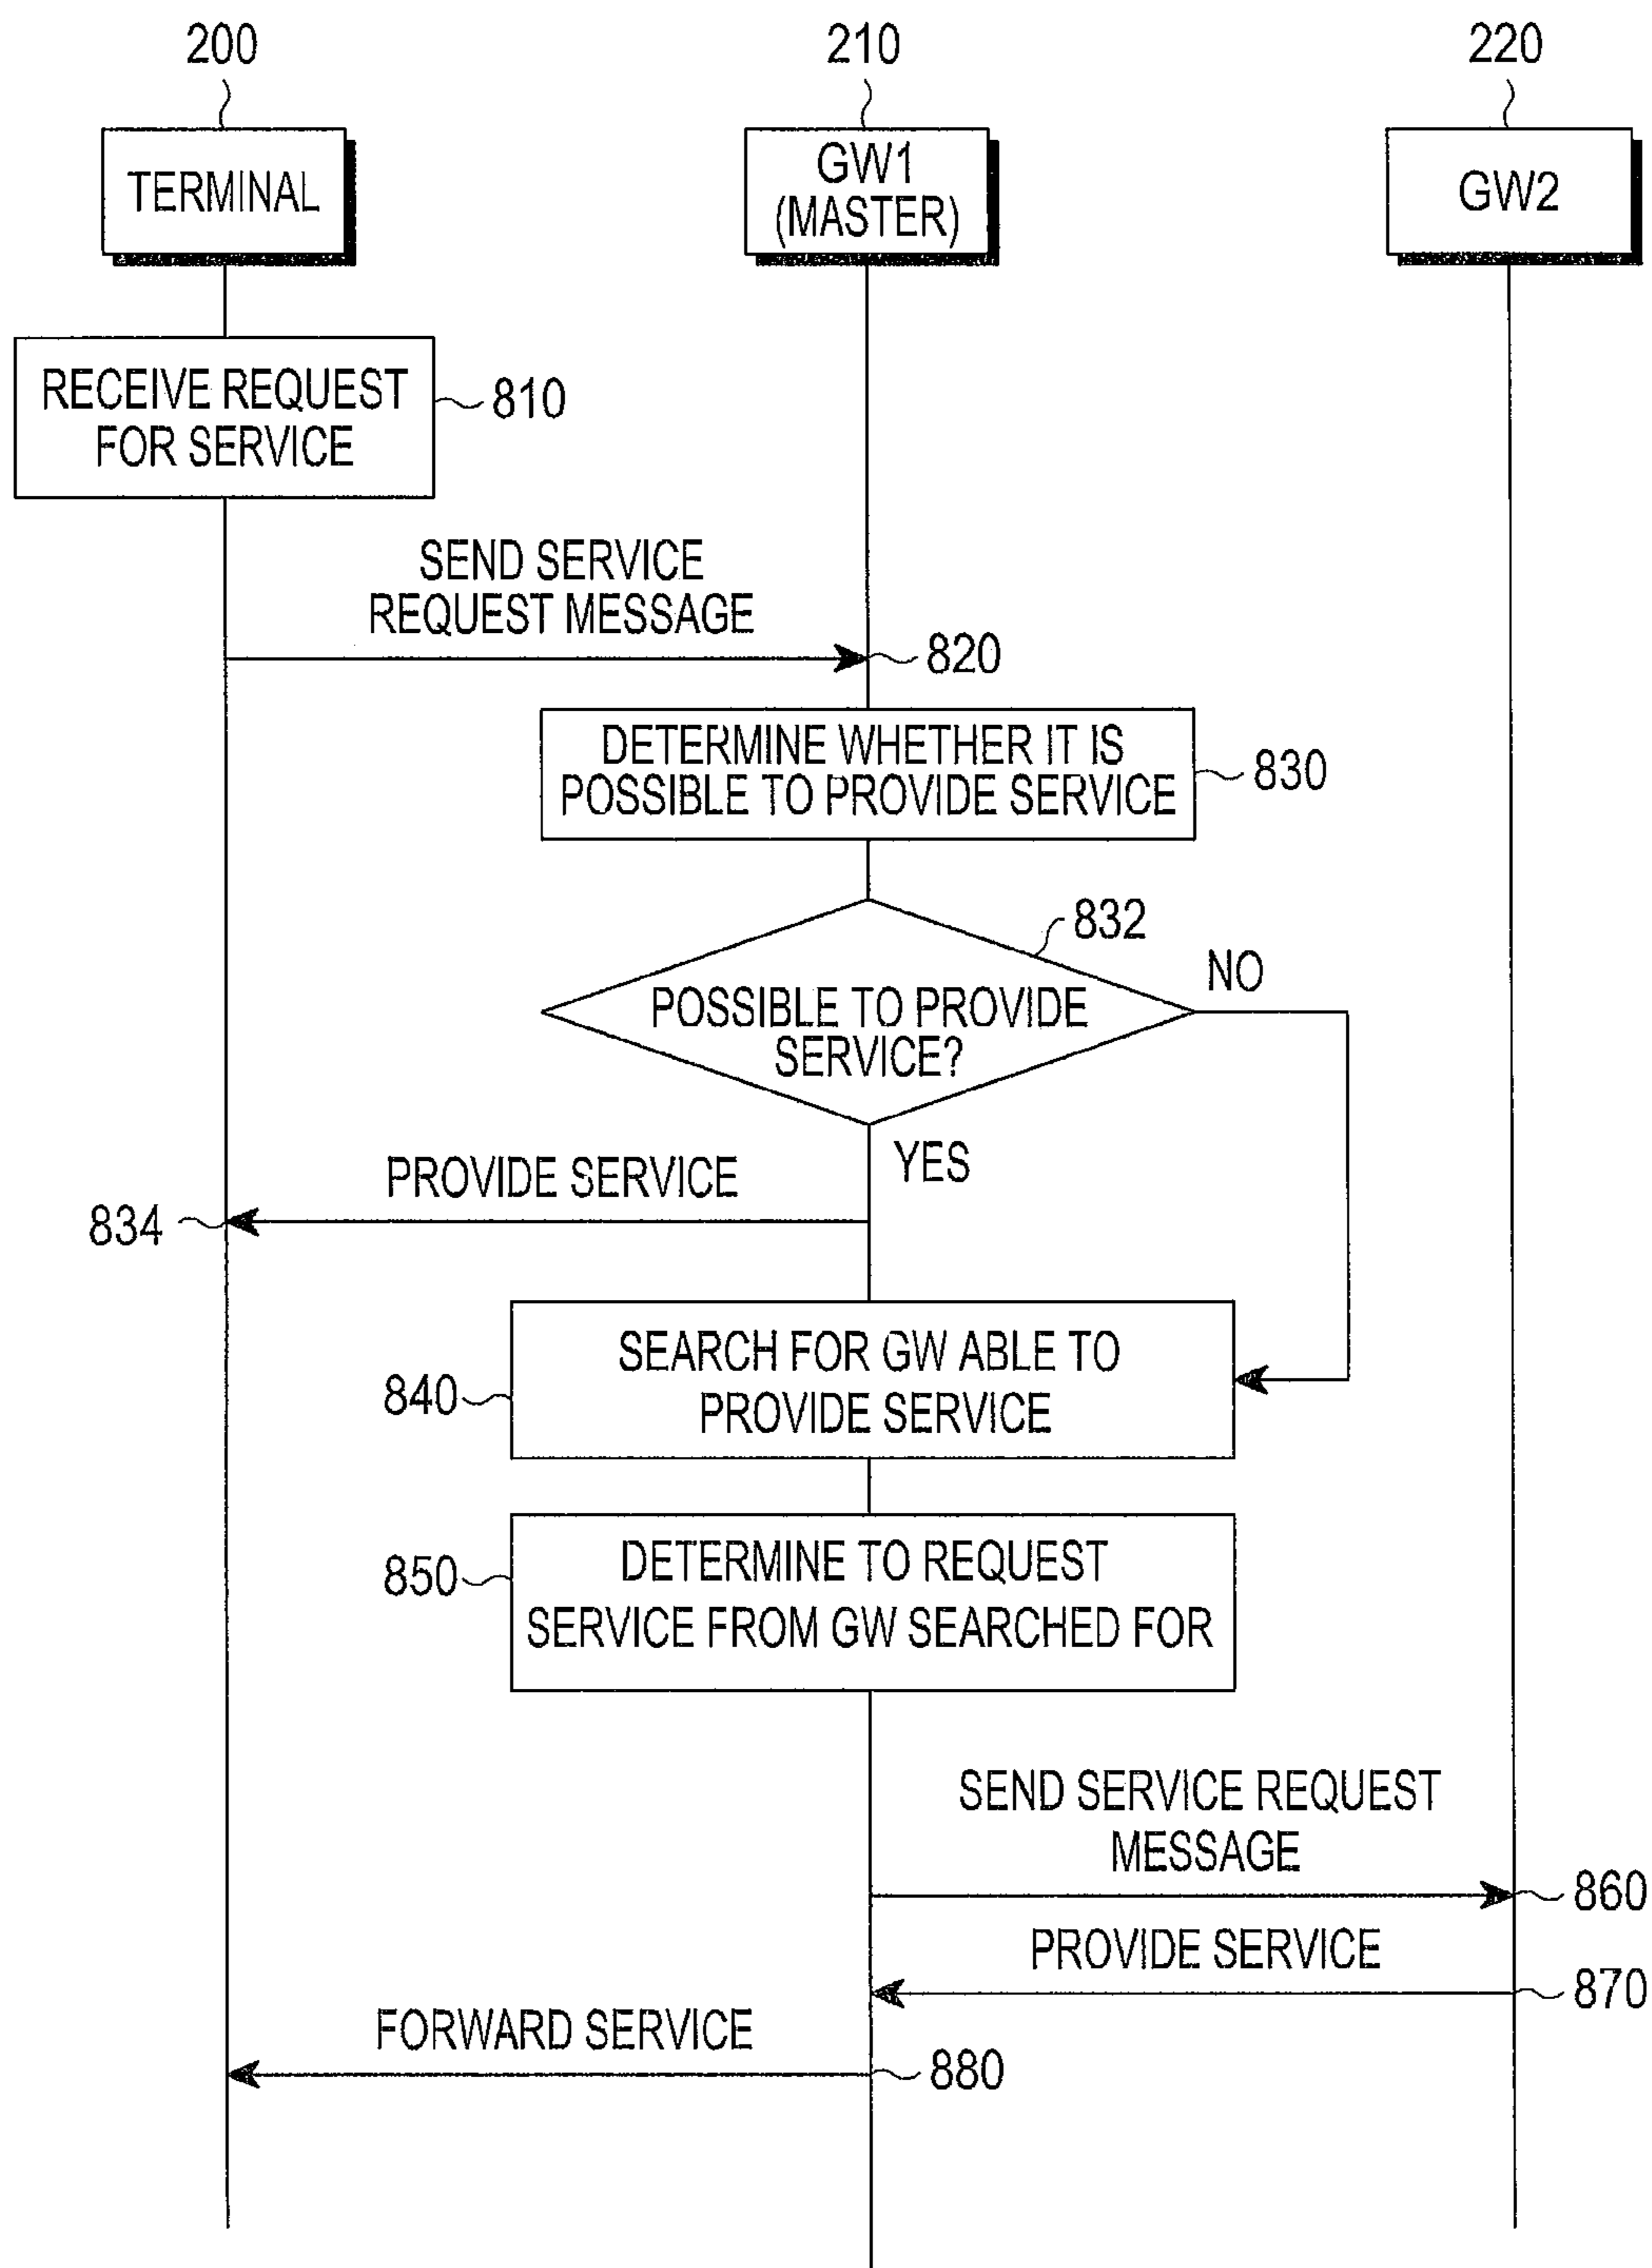 200
210
220
TERMINAL
GW1
(MASTER)
GW2
RECEIVE REQUEST
FOR SERVICE
810
SEND SERVICE
REQUEST MESSAGE
820
DETERMINE WHETHER IT IS
POSSIBLE TO PROVIDE SERVICE
830
832
NO
POSSIBLE TO PROVIDE
SERVICE?
YES
PROVIDE SERVICE
834
SEARCH FOR GW ABLE TO
PROVIDE SERVICE
840
DETERMINE TO REQUEST
SERVICE FROM GW SEARCHED FOR
850
SEND SERVICE REQUEST
MESSAGE
860
PROVIDE SERVICE
870
FORWARD SERVICE
880